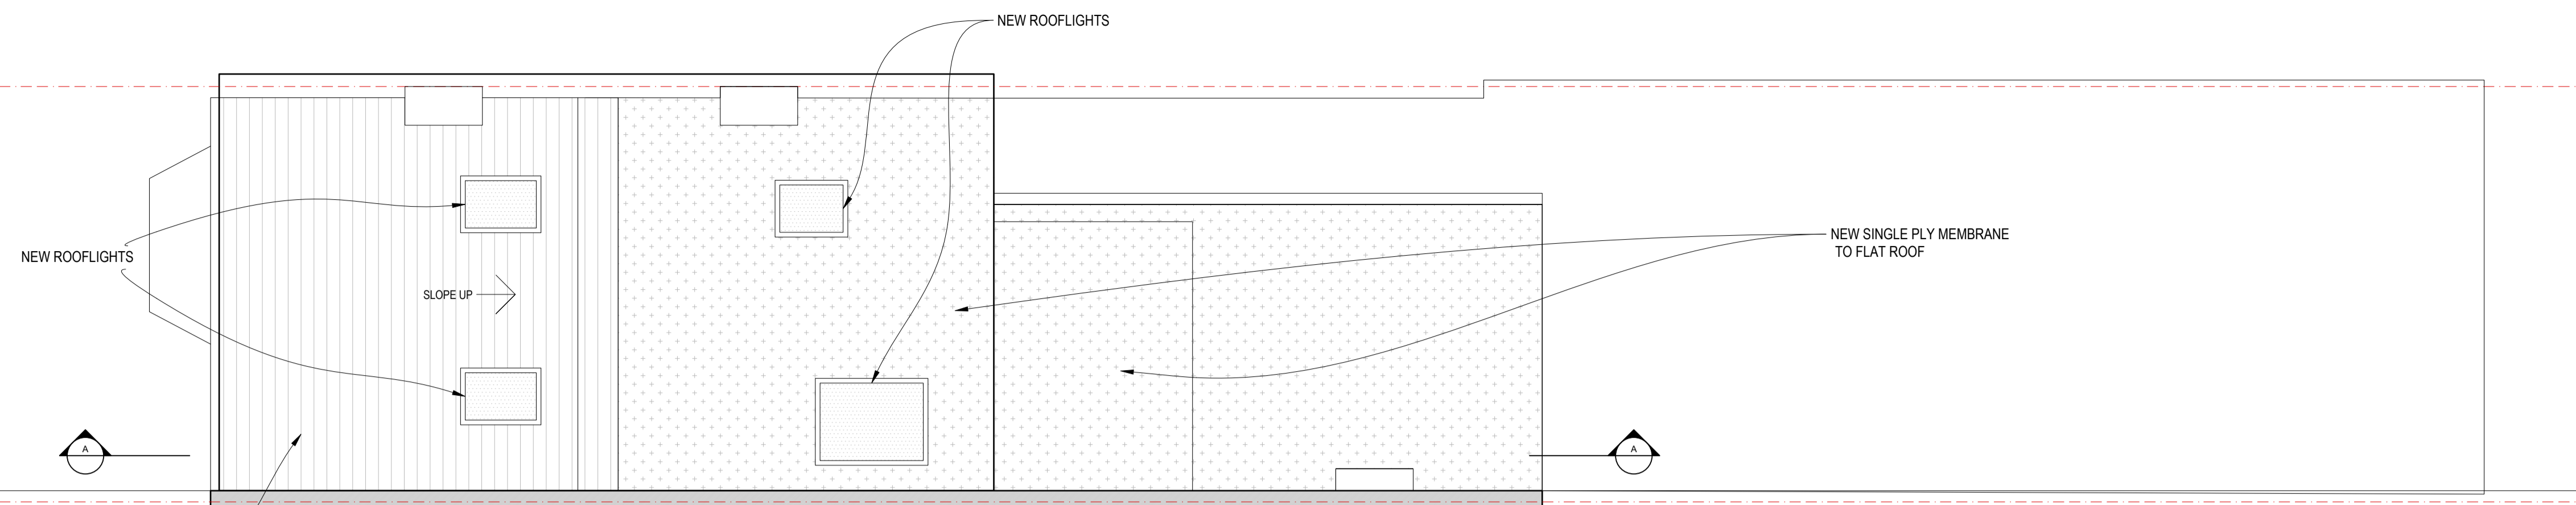 NEW ROOFLIGHTS
NEW ROOFLIGHTS
SLOPE UP
NEW SINGLE PLY MEMBRANE
TO FLAT ROOF
A
A